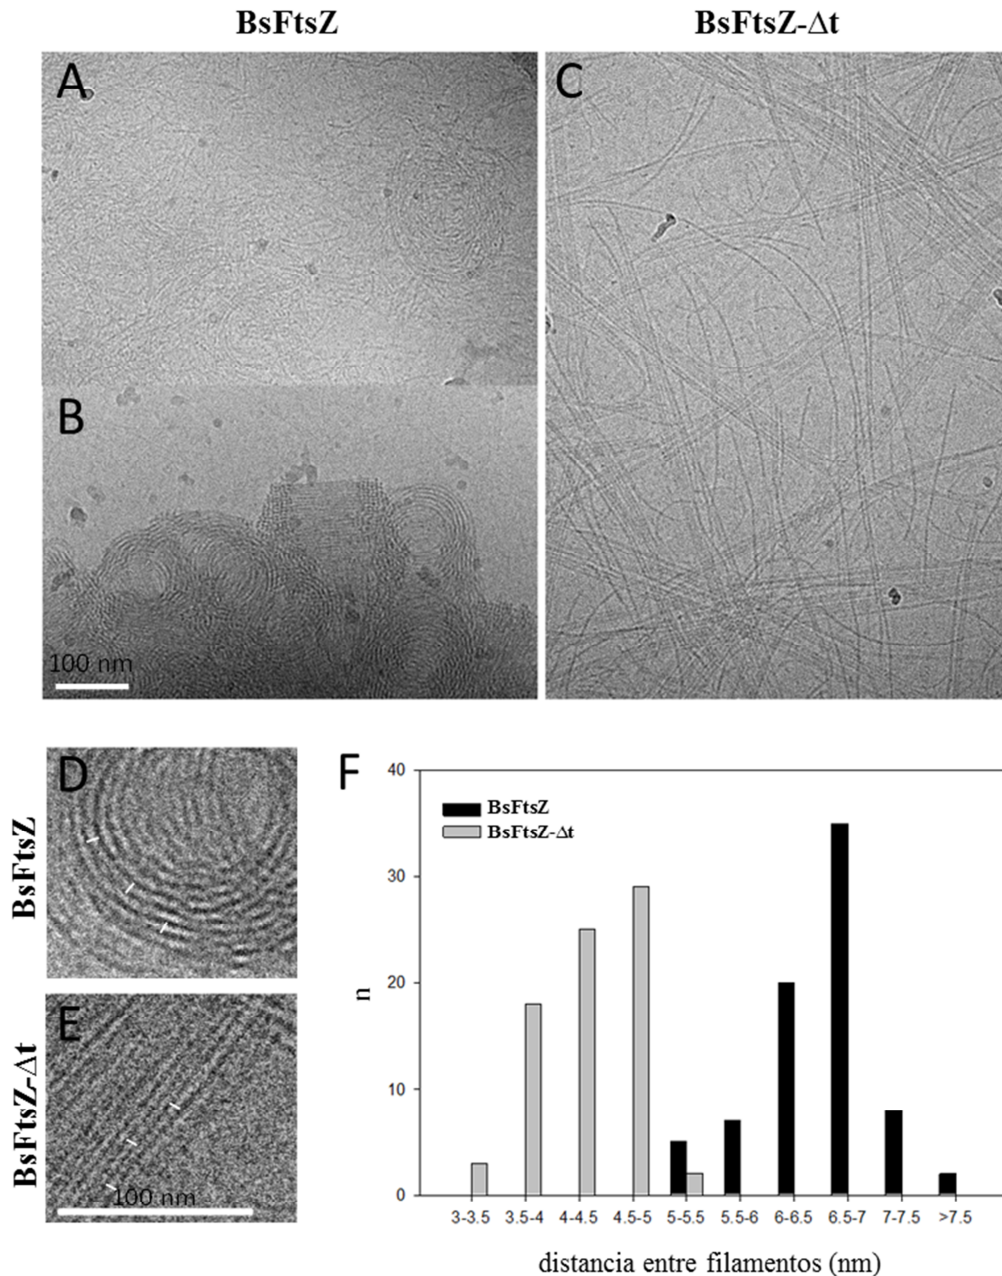 BsFtsZ
BsFtsZ-Δt
A
C
B
100 nm
D
BsFtsZ
E
BsFtsZ-Δt
100 nm
F
40
30
20
10
0
n
BsFtsZ
BsFtsZ-Δt
3-3.5 3.5-4 4-4.5 4.5-5 5-5.5 5.5-6 6-6.5 6.5-7 7-7.5 >7.5
distancia entre filamentos (nm)